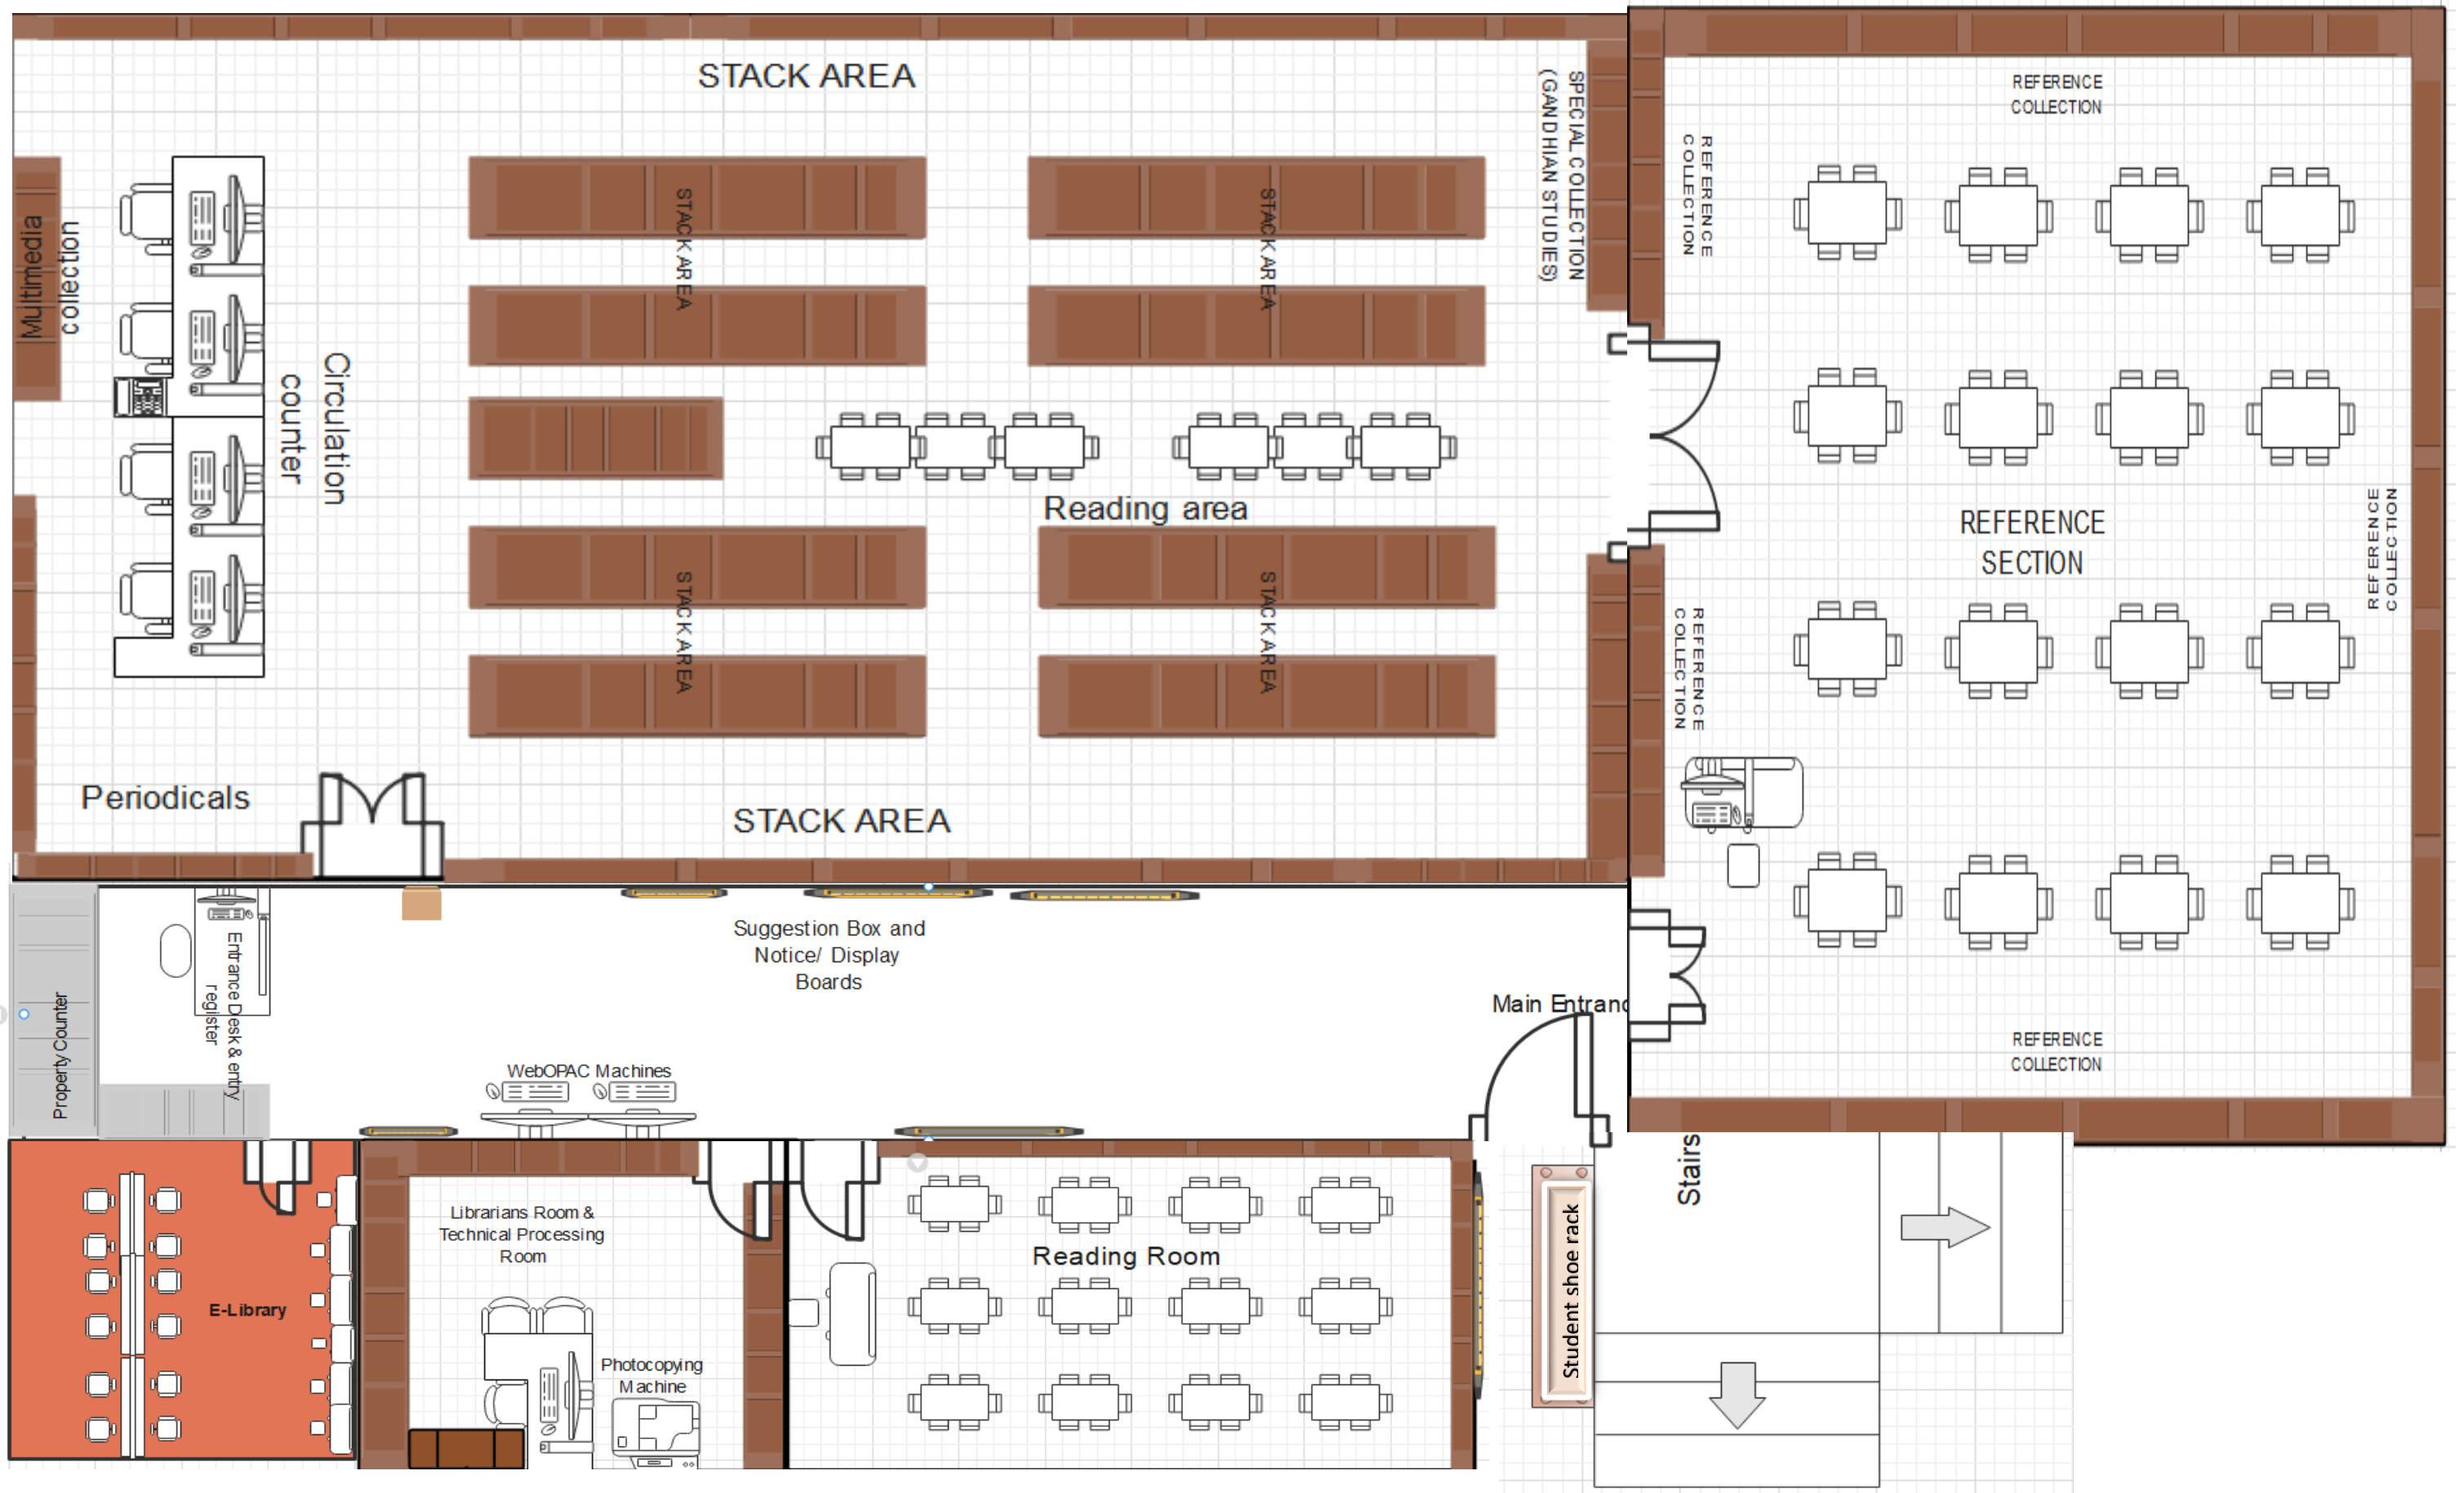 STACK AREA
SPECIAL COLLECTION
(GANDHIAN STUDIES)
REFERENCE
COLLECTION
REFERENCE
COLLECTION
Multimedia
collection
STACK AREA
STACK AREA
Circulation
counter
Reading area
REFERENCE
SECTION
REFERENCE
COLLECTION
STACK AREA
STACK AREA
REFERENCE
COLLECTION
Periodicals
STACK AREA
Suggestion Box and
Notice/ Display
Boards
Entrance Desk & entry
register
Property Counter
Main Entranc
WebOPAC Machines
REFERENCE
COLLECTION
Stairs
Librarians Room &
Technical Processing
Room
Reading Room
E-Library
Student shoe rack
Photocopying
Machine